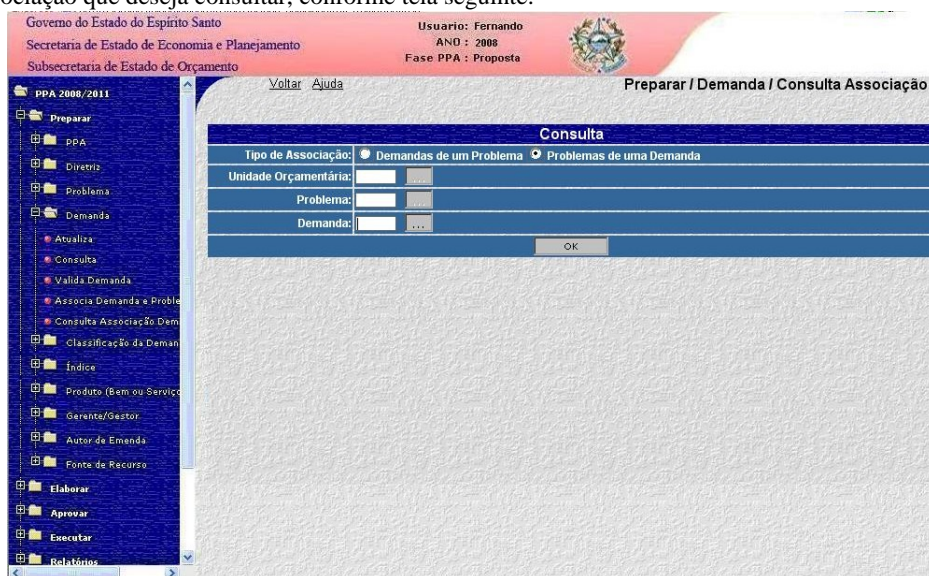 ociação que deseja consultar, conforme tela seguinte:
Governo do Estado do Espírito Santo
Secretaria de Estado de Economia e Planejamento
Subsecretaria de Estado de Orçamento
Usuario: Fernando
ANO : 2008
Fase PPA : Proposta
PPA 2008/2011
Preparar
PPA
Diretriz
Problema
Demanda
Atualiza
Consulta
Valida Demanda
Associa Demanda e Proble
Consulta Associação Dem
Classificação da Deman
Índice
Produto (Bem ou Serviço
Gerente/Gestor
Autor de Emenda
Fonte de Recurso
Elaborar
Aprovar
Executar
Relatórios
Voltar Ajuda
Preparar / Demanda / Consulta Associação
Consulta
Tipo de Associação: Demandas de um Problema Problemas de uma Demanda
Unidade Orçamentária: ...
Problema: ...
Demanda: ...
OK